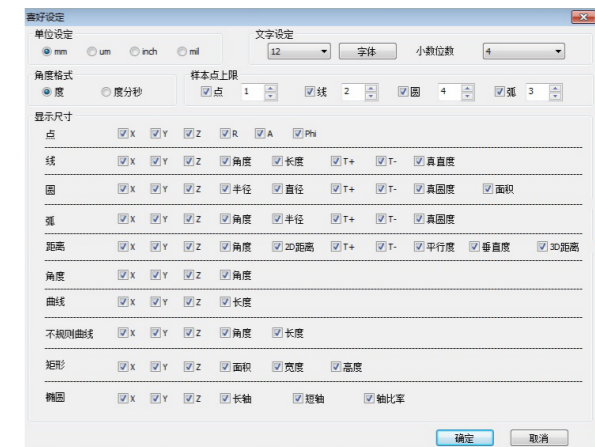 喜好设定
单位设定 文字设定
mm um inch mil 12 字体 小数位数 4
角度格式 样本点上限
度 度分秒 点 1 线 2 圆 4 弧 3
显示尺寸
点 X Y Z R A Phi
线 X Y Z 角度 长度 T+ T- 真直度
圆 X Y Z 半径 直径 T+ T- 真圆度 面积
弧 X Y Z 角度 半径 T+ T- 真圆度
距离 X Y Z 角度 2D距离 T+ T- 平行度 垂直度 3D距离
角度 X Y Z 角度
曲线 X Y Z 长度
不规则曲线 X Y Z 角度 长度
矩形 X Y Z 面积 宽度 高度
椭圆 X Y Z 长轴 短轴 轴比率
确定 取消